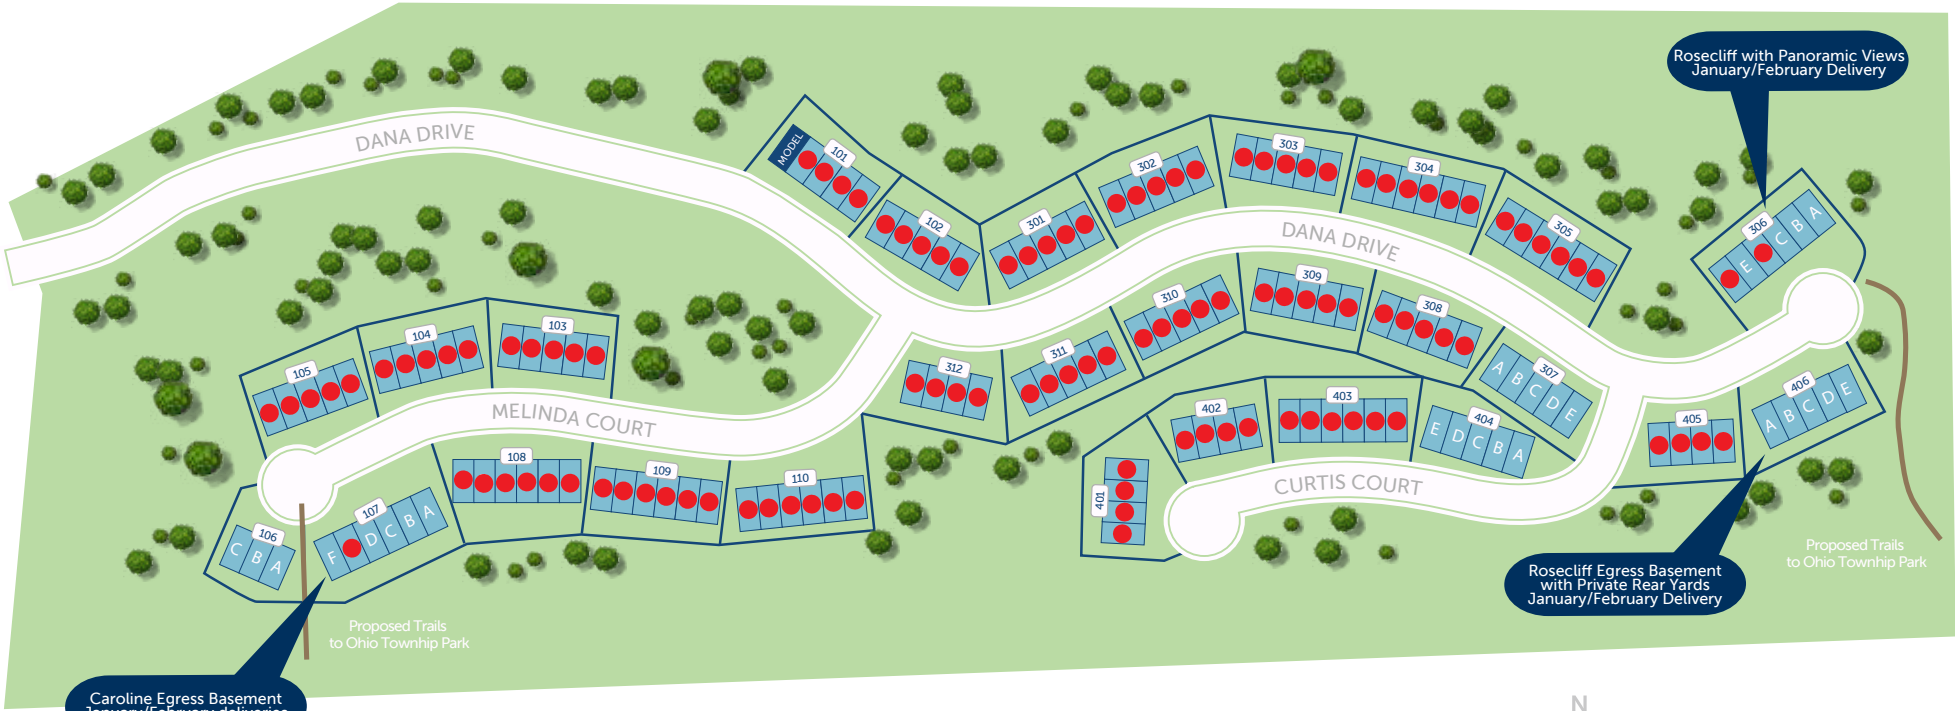 Rosecliff with Panoramic Views
January/February Delivery
DANA DRIVE
MODEL
101
102
301
302
303
304
305
306
E C B A
DANA DRIVE
103
104
105
309
310
308
311
312
307
A B C D E
MELINDA COURT
402
403
404
E D C B A
405
406
A B C D E
108
109
110
401
CURTIS COURT
107
F D C B A
106
C B A
Proposed Trails
to Ohio Townhip Park
Rosecliff Egress Basement
with Private Rear Yards
January/February Delivery
Proposed Trails
to Ohio Townhip Park
Caroline Egress Basement
January/February deliveries
N